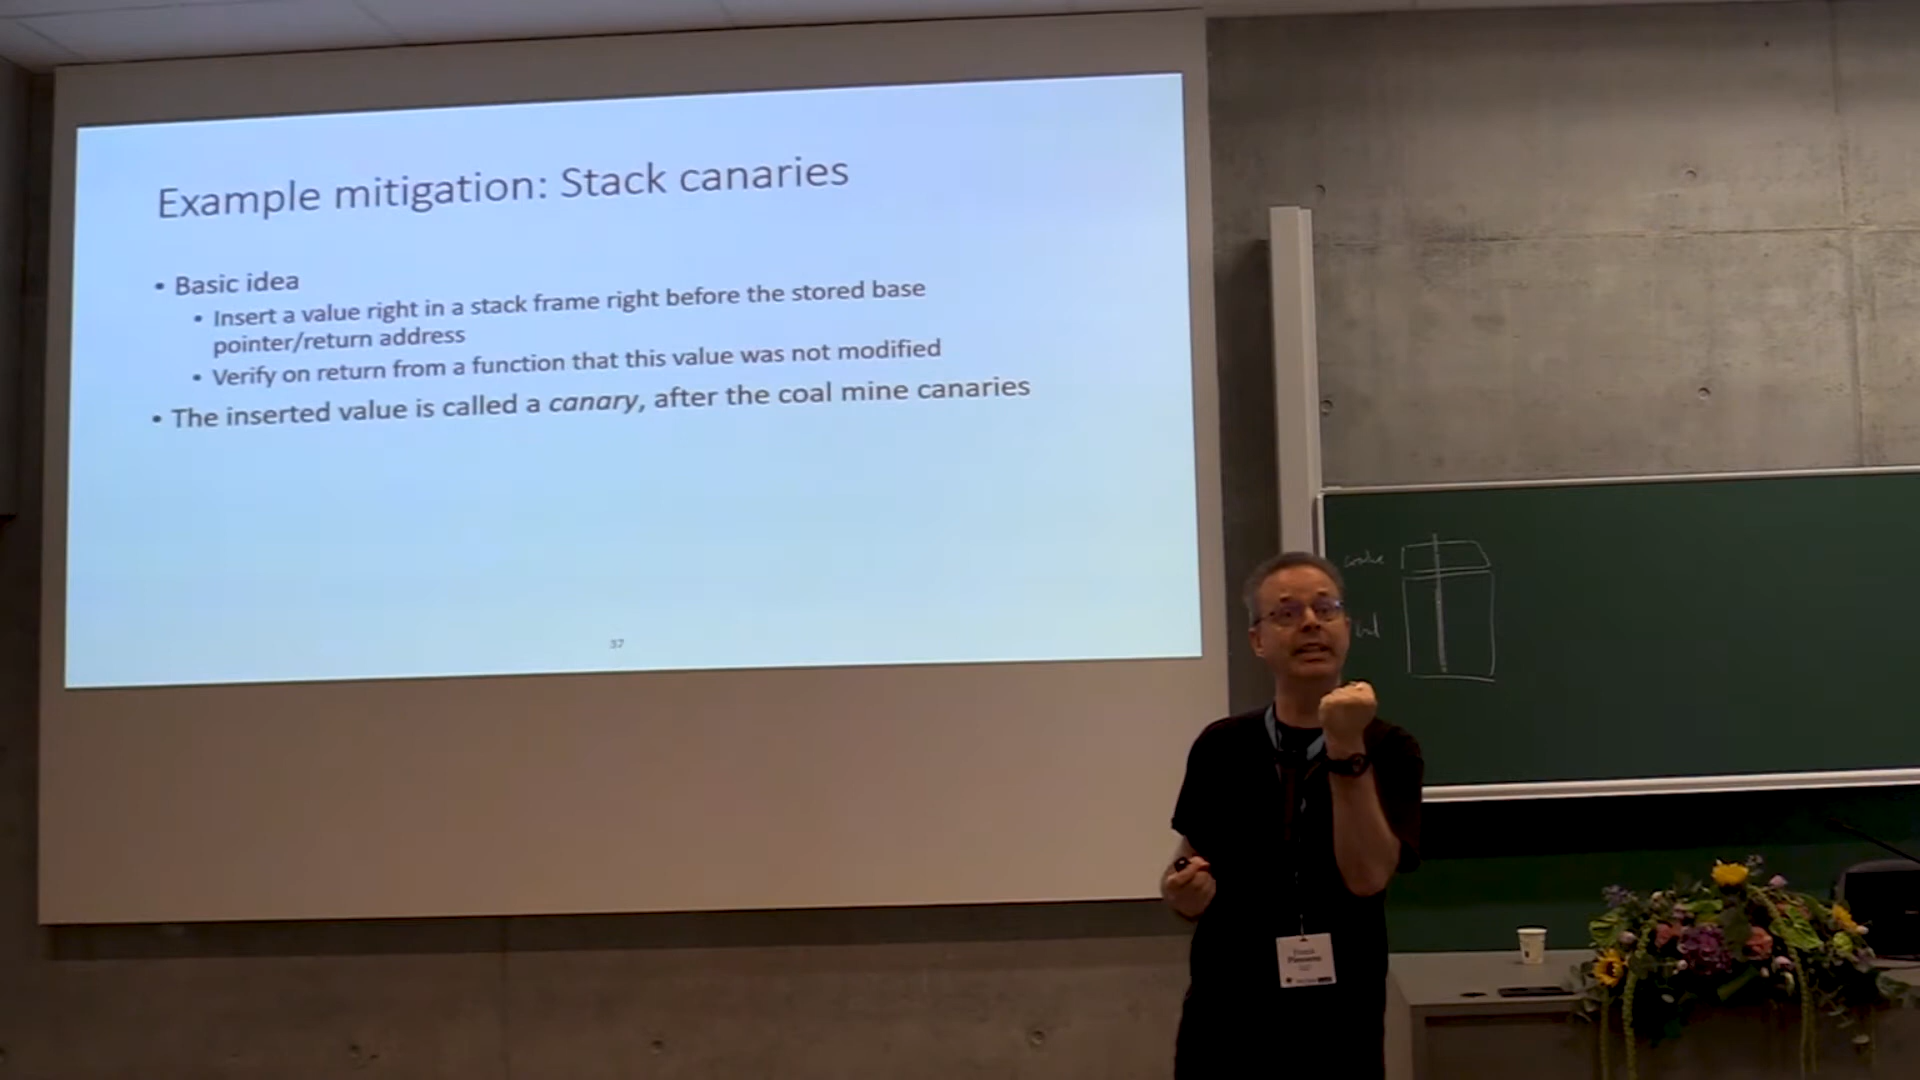 Example mitigation: Stack canaries
• Basic idea
• Insert a value right in a stack frame right before the stored base
pointer/return address
• Verify on return from a function that this value was not modified
• The inserted value is called a canary, after the coal mine canaries
37
Frank
Piessens